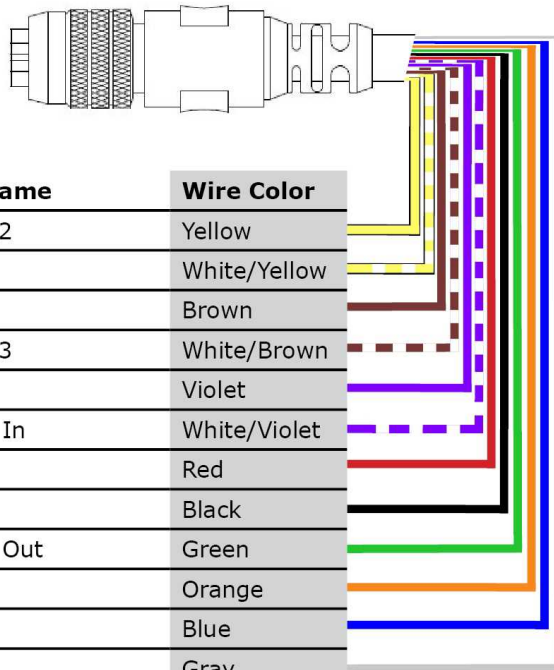 ame Wire Color
2 Yellow
White/Yellow
Brown
3 White/Brown
Violet
In White/Violet
Red
Black
Out Green
Orange
Blue
Gray